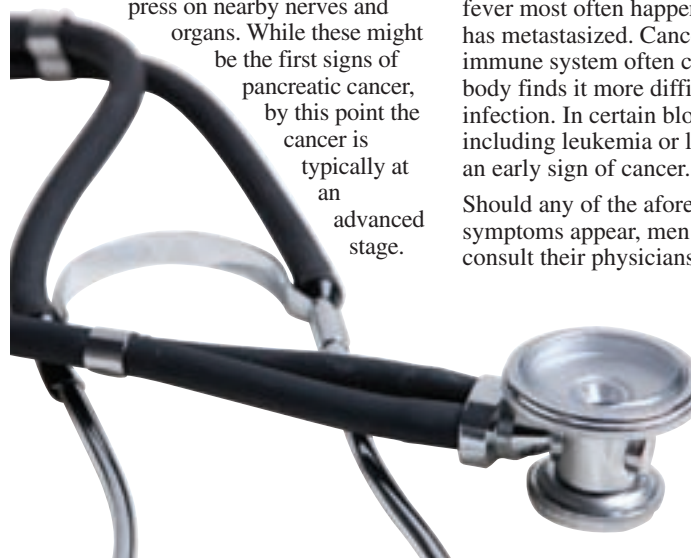 press on nearby nerves and
organs. While these might
be the first signs of
pancreatic cancer,
by this point the
cancer is
typically at
an
advanced
stage.
fever most often happen
has metastasized. Canc
immune system often c
body finds it more diffi
infection. In certain blo
including leukemia or l
an early sign of cancer.
Should any of the afore
symptoms appear, men
consult their physicians